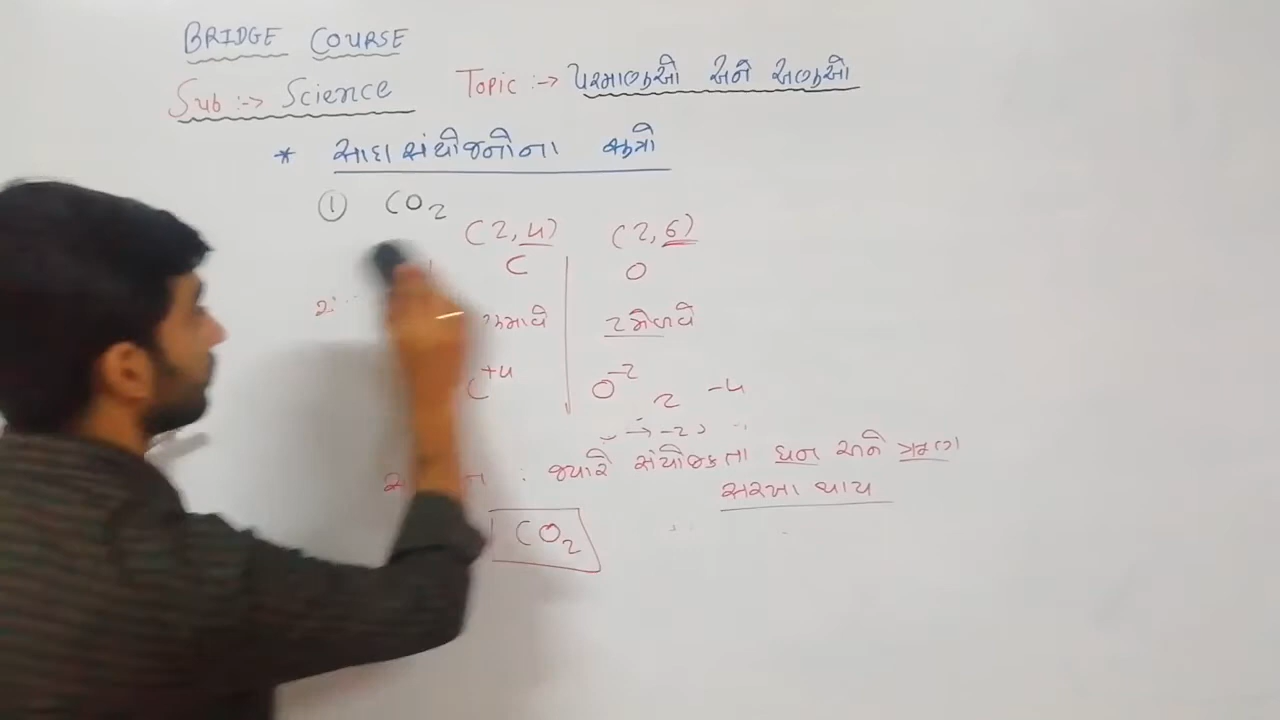 BRIDGE COURSE
Sub :-> Science Topic :-> પરમાણુઓ અને અણુઓ
* સાદા સંયોજનોના સૂત્રો
① CO2
(2, 4) (2, 6)
C O
ગુમાવે 2 મેળવે
C+4 O-2 2 -4
→ -2
જ્યારે સંયોજકતા ધન અને ઋણ
સરખા થાય
CO2